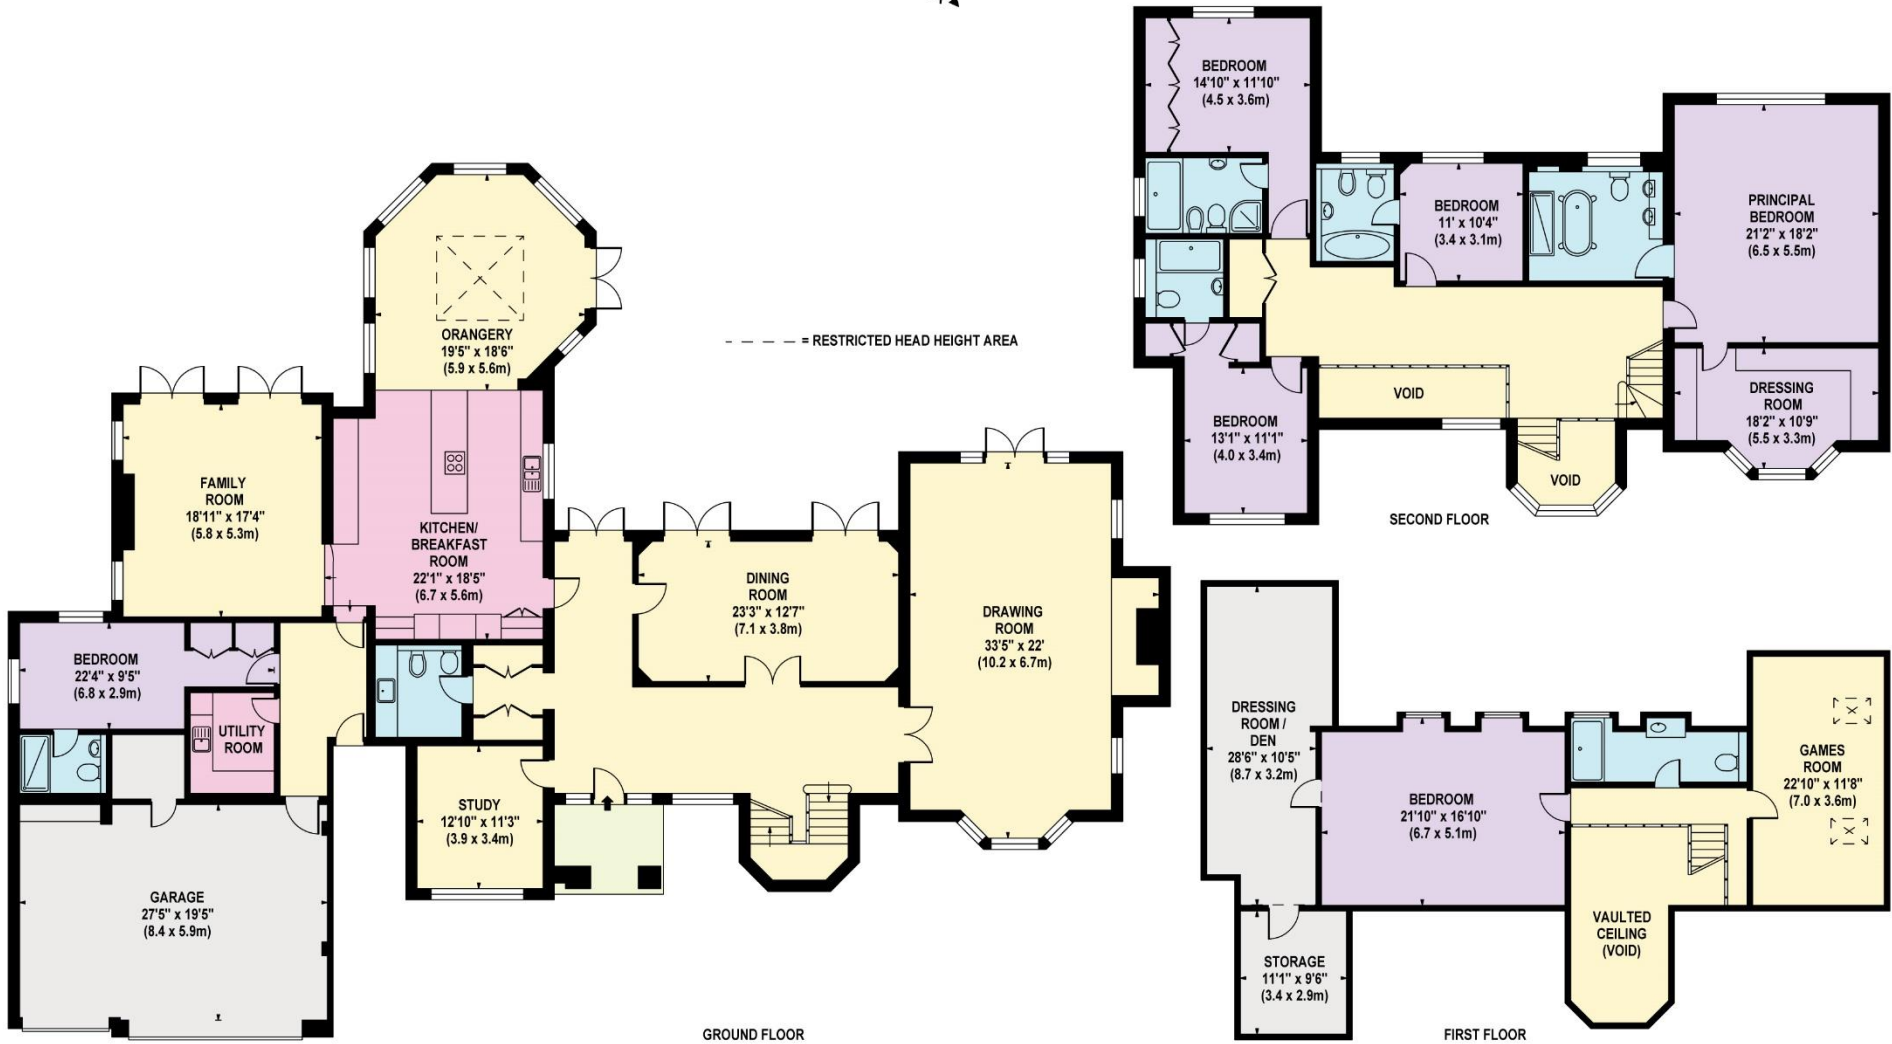 BEDROOM
14'10" x 11'10"
(4.5 x 3.6m)
BEDROOM
11' x 10'4"
(3.4 x 3.1m)
PRINCIPAL
BEDROOM
21'2" x 18'2"
(6.5 x 5.5m)
DRESSING
ROOM
18'2" x 10'9"
(5.5 x 3.3m)
VOID
BEDROOM
13'1" x 11'1"
(4.0 x 3.4m)
VOID
SECOND FLOOR
ORANGERY
19'5" x 18'6"
(5.9 x 5.6m)
= RESTRICTED HEAD HEIGHT AREA
FAMILY
ROOM
18'11" x 17'4"
(5.8 x 5.3m)
KITCHEN/
BREAKFAST
ROOM
22'1" x 18'5"
(6.7 x 5.6m)
DINING
ROOM
23'3" x 12'7"
(7.1 x 3.8m)
DRAWING
ROOM
33'5" x 22'
(10.2 x 6.7m)
BEDROOM
22'4" x 9'5"
(6.8 x 2.9m)
UTILITY
ROOM
STUDY
12'10" x 11'3"
(3.9 x 3.4m)
GARAGE
27'5" x 19'5"
(8.4 x 5.9m)
GROUND FLOOR
DRESSING
ROOM /
DEN
28'6" x 10'5"
(8.7 x 3.2m)
BEDROOM
21'10" x 16'10"
(6.7 x 5.1m)
GAMES
ROOM
22'10" x 11'8"
(7.0 x 3.6m)
VAULTED
CEILING
(VOID)
STORAGE
11'1" x 9'6"
(3.4 x 2.9m)
FIRST FLOOR